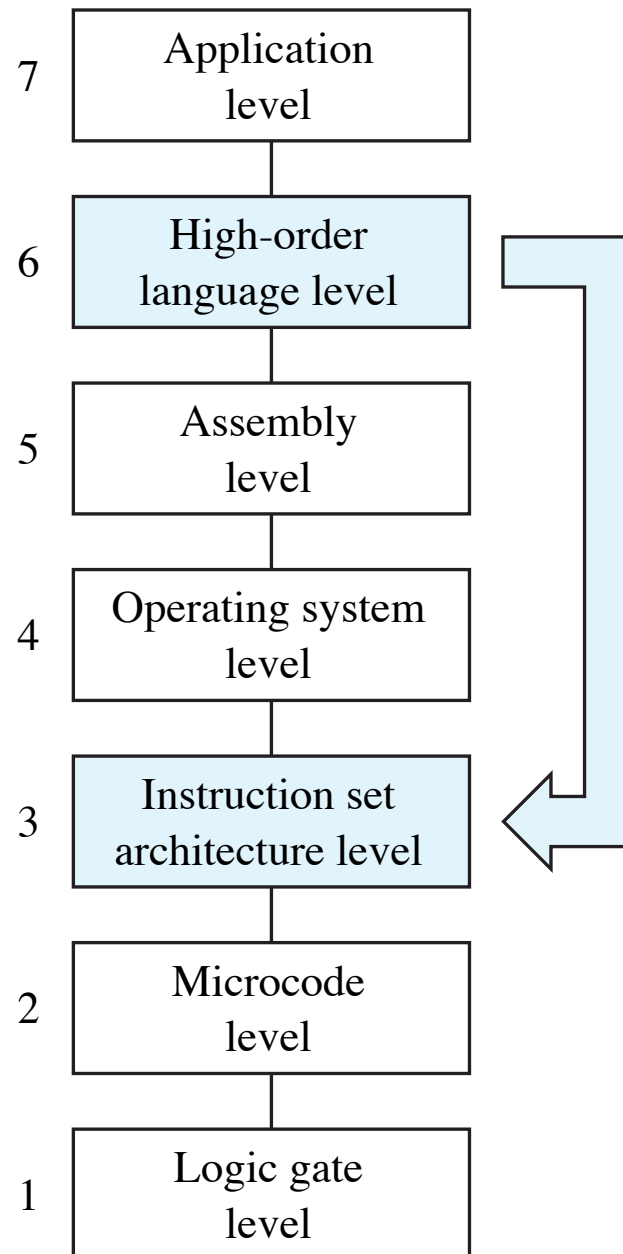 7
Application
level
6
High-order
language level
5
Assembly
level
4
Operating system
level
3
Instruction set
architecture level
2
Microcode
level
1
Logic gate
level